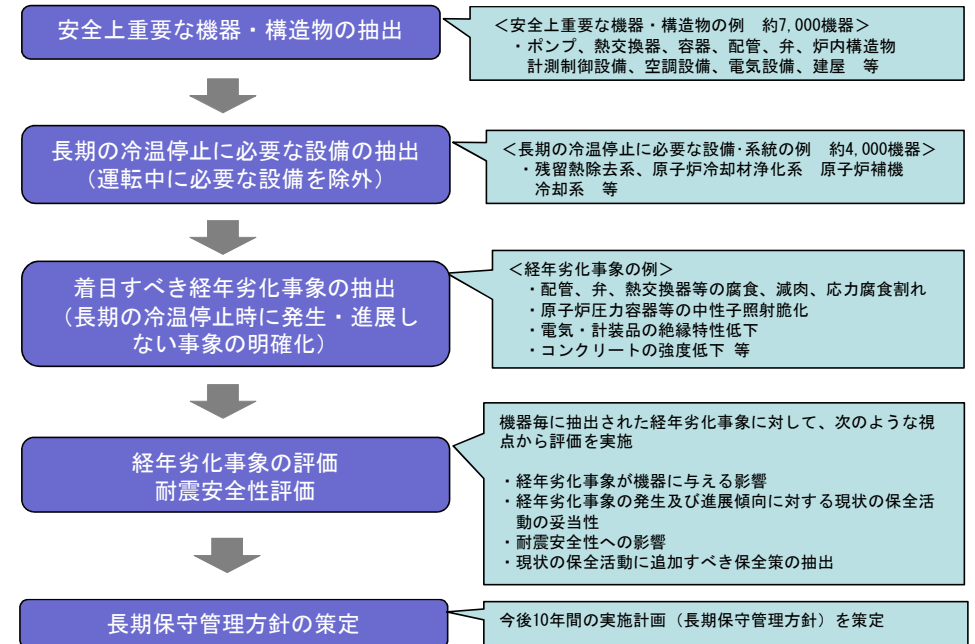 安全上重要な機器・構造物の抽出
＜安全上重要な機器・構造物の例　約7,000機器＞
・ポンプ、熱交換器、容器、配管、弁、炉内構造物
計測制御設備、空調設備、電気設備、建屋　等
長期の冷温停止に必要な設備の抽出
（運転中に必要な設備を除外）
＜長期の冷温停止に必要な設備･系統の例　約4,000機器＞
・残留熱除去系、原子炉冷却材浄化系　原子炉補機
冷却系　等
着目すべき経年劣化事象の抽出
（長期の冷温停止時に発生・進展し
ない事象の明確化）
＜経年劣化事象の例＞
・配管、弁、熱交換器等の腐食、減肉、応力腐食割れ
・原子炉圧力容器等の中性子照射脆化
・電気・計装品の絶縁特性低下
・コンクリートの強度低下 等
経年劣化事象の評価
耐震安全性評価
機器毎に抽出された経年劣化事象に対して、次のような視
点から評価を実施
・経年劣化事象が機器に与える影響
・経年劣化事象の発生及び進展傾向に対する現状の保全活
動の妥当性
・耐震安全性への影響
・現状の保全活動に追加すべき保全策の抽出
長期保守管理方針の策定
今後10年間の実施計画（長期保守管理方針）を策定